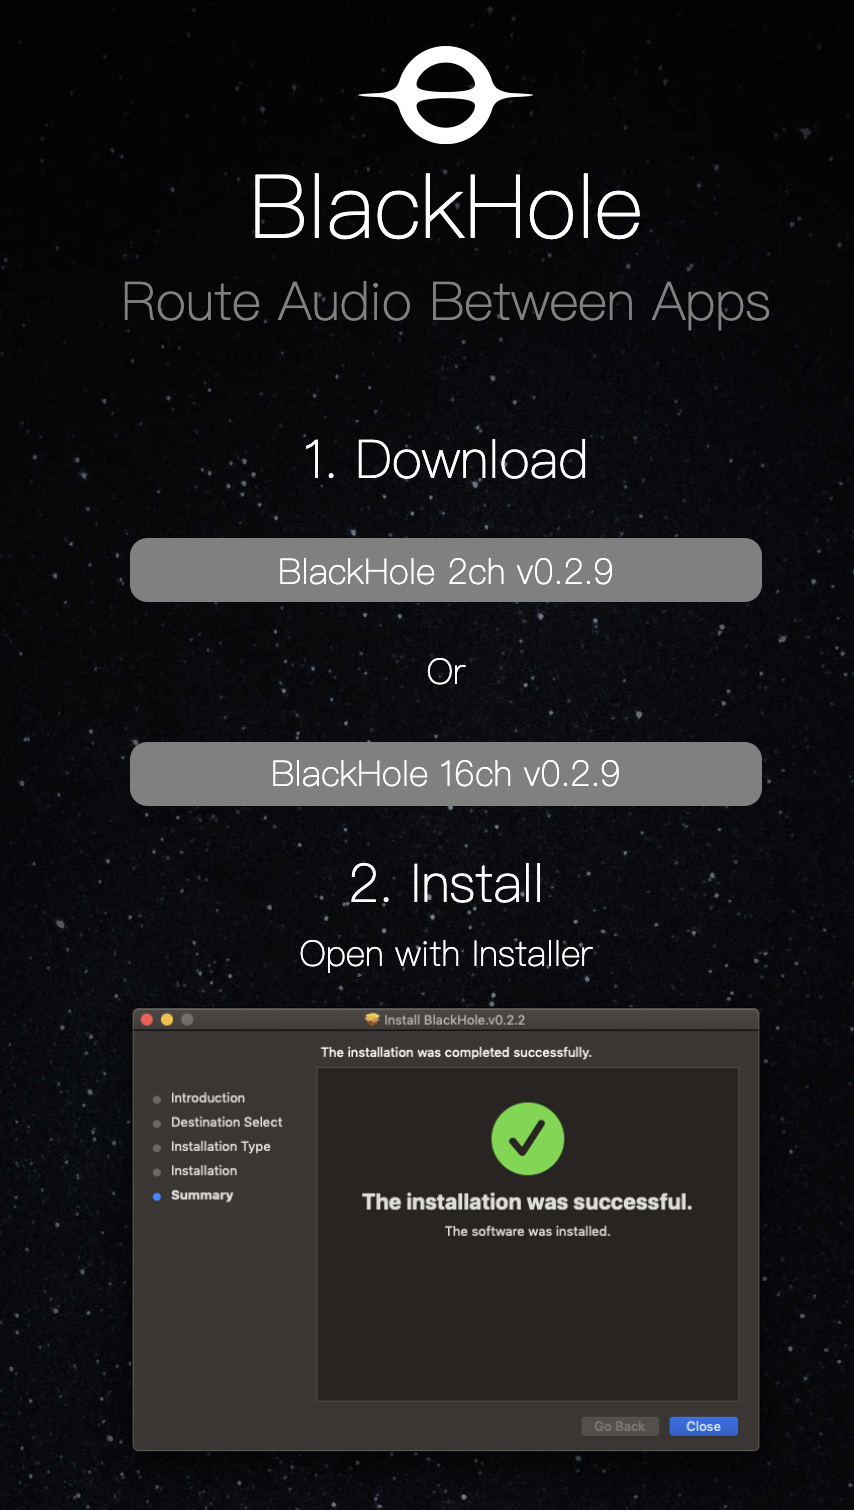 BlackHole
Route Audio Between Apps
1. Download
BlackHole 2ch v0.2.9
Or
BlackHole 16ch v0.2.9
2. Install
Open with Installer
Install BlackHole.v0.2.2
The installation was completed successfully.
Introduction
Destination Select
Installation Type
Installation
Summary
The installation was successful.
The software was installed.
Go Back
Close